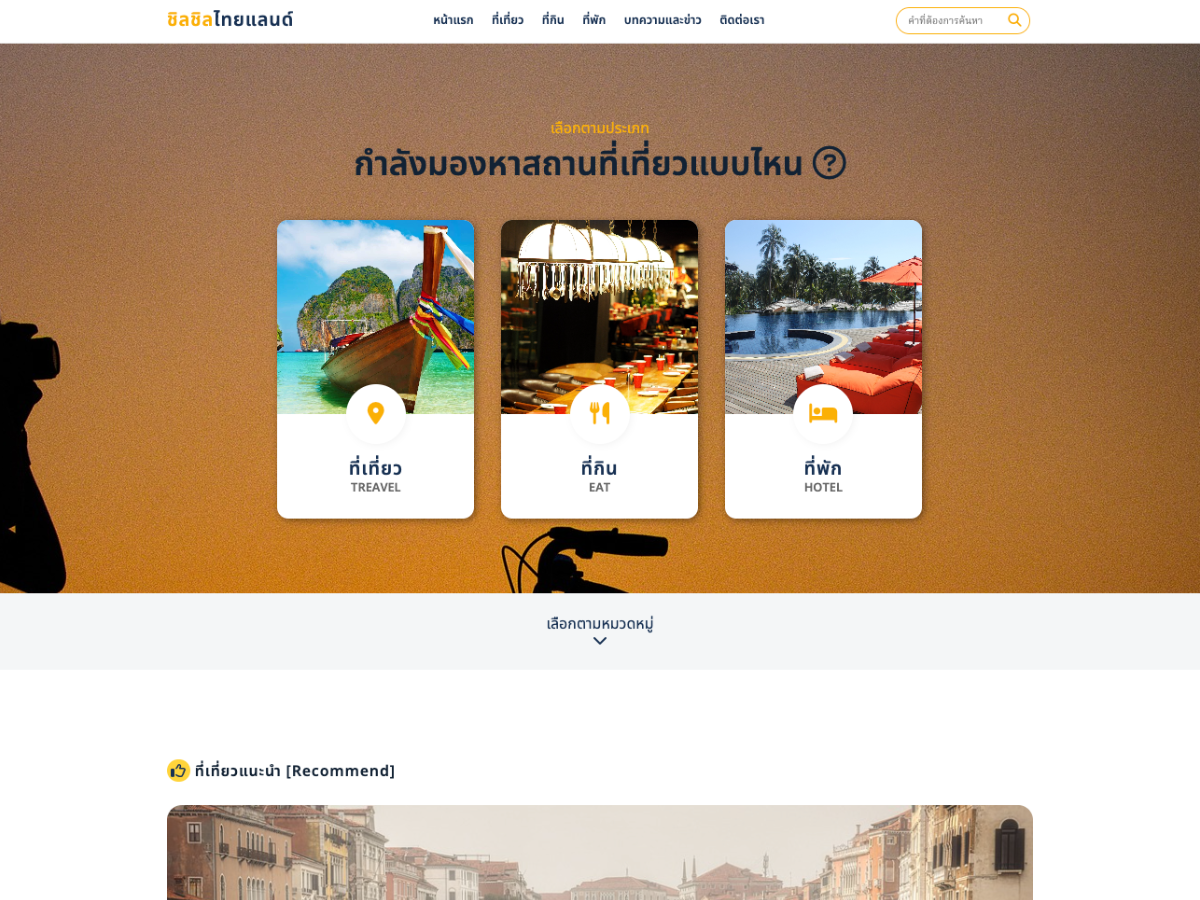 ชิลชิลไทยแลนด์
หน้าแรก ที่เที่ยว ที่กิน ที่พัก บทความและข่าว ติดต่อเรา
คำที่ต้องการค้นหา
เลือกตามประเภท
กำลังมองหาสถานที่เที่ยวแบบไหน
ที่เที่ยว
TREAVEL
ที่กิน
EAT
ที่พัก
HOTEL
เลือกตามหมวดหมู่
ที่เที่ยวแนะนำ [Recommend]